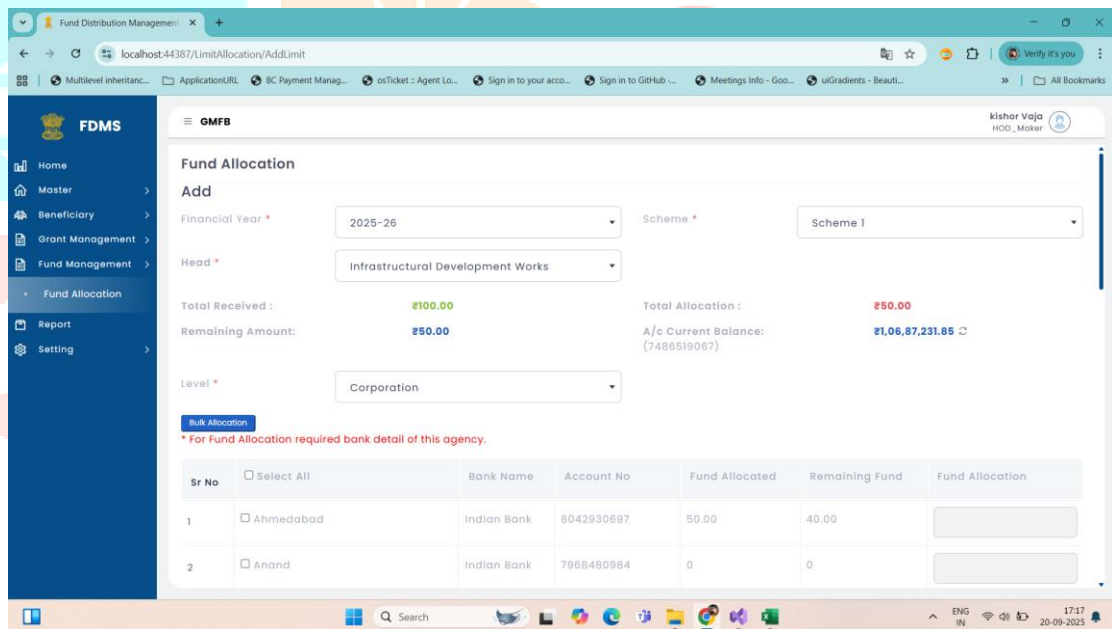 Fund Distribution Management
localhost:44387/LimitAllocation/AddLimit
Verify it's you
Multilevel inheritanc...
ApplicationURL
BC Payment Manag...
osTicket :: Agent Lo...
Sign in to your acco...
Sign in to GitHub ·...
Meetings Info - Goo...
uiGradients - Beauti...
All Bookmarks
FDMS
GMFB
kishor Vaja
HOD_Maker
Home
Master
Beneficiary
Grant Management
Fund Management
Fund Allocation
Report
Setting
Fund Allocation
Add
Financial Year * 2025-26 Scheme * Scheme 1
Head * Infrastructural Development Works
Total Received : ₹100.00 Total Allocation : ₹50.00
Remaining Amount: ₹50.00 A/c Current Balance: ₹1,06,87,231.85
(7486519067)
Level * Corporation
Bulk Allocation
* For Fund Allocation required bank detail of this agency.
Sr No Select All Bank Name Account No Fund Allocated Remaining Fund Fund Allocation
1 Ahmedabad Indian Bank 8042930697 50.00 40.00
2 Anand Indian Bank 7968480984 0 0
Search
ENG
IN
17:17
20-09-2025